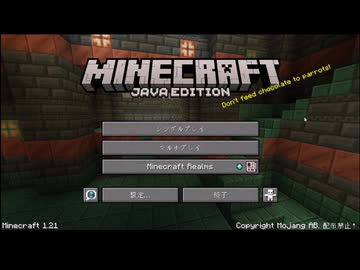 MINECRAFT
JAVA EDITION
Don't feed chocolate to parrots!
シングルプレイ
マルチプレイ
Minecraft Realms
設定...
終了
Minecraft 1.21
Copyright Mojang AB. 配布禁止!